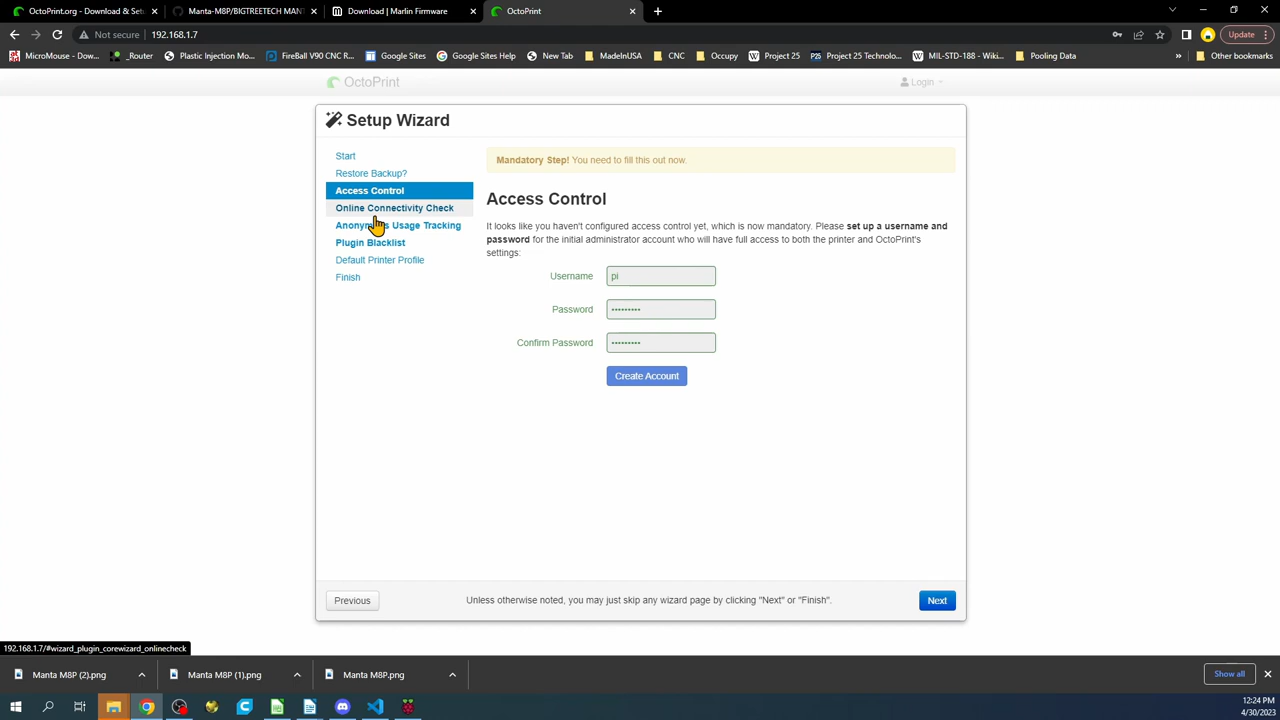 OctoPrint.org - Download & Setu
Manta-M8P/BIGTREETECH MANT
Download | Marlin Firmware
OctoPrint
Not secure
192.168.1.7
Update
MicroMouse Dow...
_Router
Plastic Injection Mo...
FireBall V90 CNC R...
Google Sites
Google Help
New Tab
MadeInUSA
CNC
Occupy
Project 25
Project 25 Technolo...
MIL-STD-188 - Wiki...
Pooling Data
Other bookmarks
OctoPrint
Login
Setup Wizard
Start
Restore Backup?
Access Control
Online Connectivity Check
Usage Tracking
Plugin Blacklist
Default Printer Profile
Finish
Mandatory Step! You need to fill this out now.
Access Control
It looks like you haven't configured access control yet, which is now mandatory. Please set up a username and
password for the initial administrator account who will have full access to both the printer and OctoPrint's
settings:
Username
pi
Password
Confirm Password
Create Account
Previous
Unless otherwise noted, you may just skip any wizard page by clicking "Next" or "Finish".
Next
192.168.1.7/#wizard_plugin_corewizard_onlinecheck
Manta M8P (2).png
Manta M8P (1).png
Manta M8P.png
Show all
12:24 PM
4/30/2023